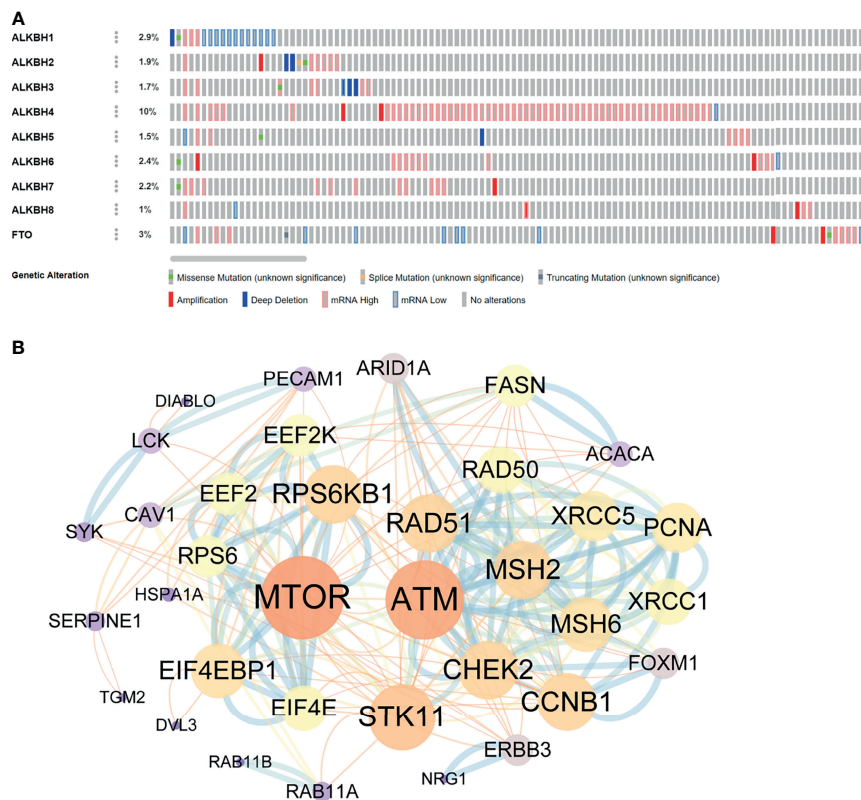 A
ALKBH1 2.9%
ALKBH2 1.9%
ALKBH3 1.7%
ALKBH4 10%
ALKBH5 1.5%
ALKBH6 2.4%
ALKBH7 2.2%
ALKBH8 1%
FTO 3%
Genetic Alteration
Missense Mutation (unknown significance) Splice Mutation (unknown significance) Truncating Mutation (unknown significance)
Amplification Deep Deletion mRNA High mRNA Low No alterations
B
PECAM1
ARID1A
FASN
DIABLO
LCK
EEF2K
ACACA
RAD50
EEF2
RPS6KB1
CAV1
RAD51
XRCC5
PCNA
SYK
RPS6
MSH2
HSPA1A
MTOR
ATM
XRCC1
SERPINE1
MSH6
EIF4EBP1
CHEK2
FOXM1
TGM2
EIF4E
STK11
CCNB1
DVL3
ERBB3
RAB11B
NRG1
RAB11A